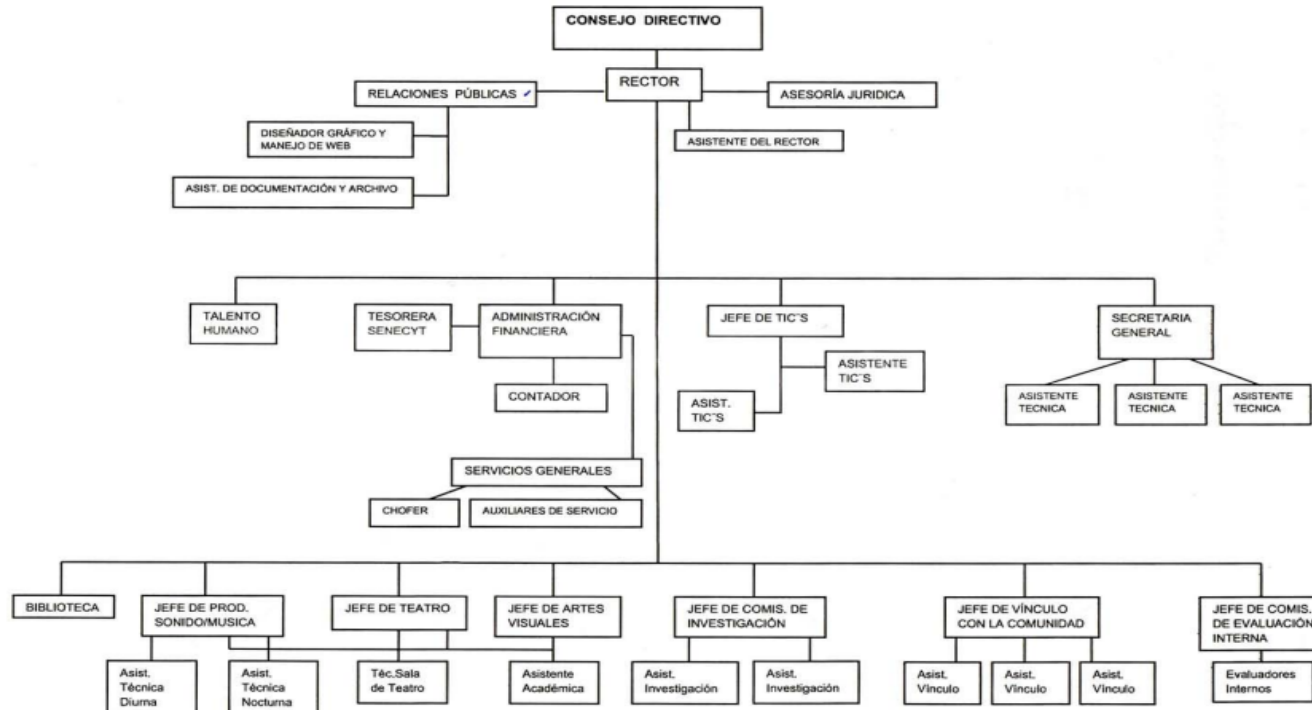 CONSEJO DIRECTIVO
RECTOR
RELACIONES PÚBLICAS
ASESORÍA JURIDICA
DISEÑADOR GRÁFICO Y
MANEJO DE WEB
ASISTENTE DEL RECTOR
ASIST. DE DOCUMENTACIÓN Y ARCHIVO
TALENTO
HUMANO
TESORERA
SENECYT
ADMINISTRACIÓN
FINANCIERA
JEFE DE TIC¨S
SECRETARIA
GENERAL
CONTADOR
ASISTENTE
TIC¨S
ASIST.
TIC¨S
ASISTENTE
TECNICA
ASISTENTE
TECNICA
ASISTENTE
TECNICA
SERVICIOS GENERALES
CHOFER
AUXILIARES DE SERVICIO
BIBLIOTECA
JEFE DE PROD.
SONIDO/MUSICA
JEFE DE TEATRO
JEFE DE ARTES
VISUALES
JEFE DE COMIS. DE
INVESTIGACIÓN
JEFE DE VÍNCULO
CON LA COMUNIDAD
JEFE DE COMIS.
DE EVALUACIÓN
INTERNA
Asist.
Técnica
Diurna
Asist.
Técnica
Nocturna
Téc.Sala
de Teatro
Asistente
Académica
Asist.
Investigación
Asist.
Investigación
Asist.
Vínculo
Asist.
Vínculo
Asist.
Vínculo
Evaluadores
Internos